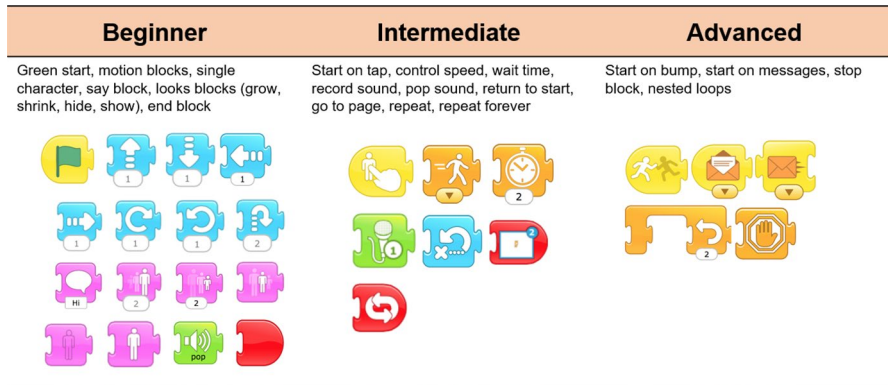 Beginner
Intermediate
Advanced
Green start, motion blocks, single
character, say block, looks blocks (grow,
shrink, hide, show), end block
Start on tap, control speed, wait time,
record sound, pop sound, return to start,
go to page, repeat, repeat forever
Start on bump, start on messages, stop
block, nested loops
1
1
1
1
1
1
2
Hi
2
2
pop
2
1
2
2